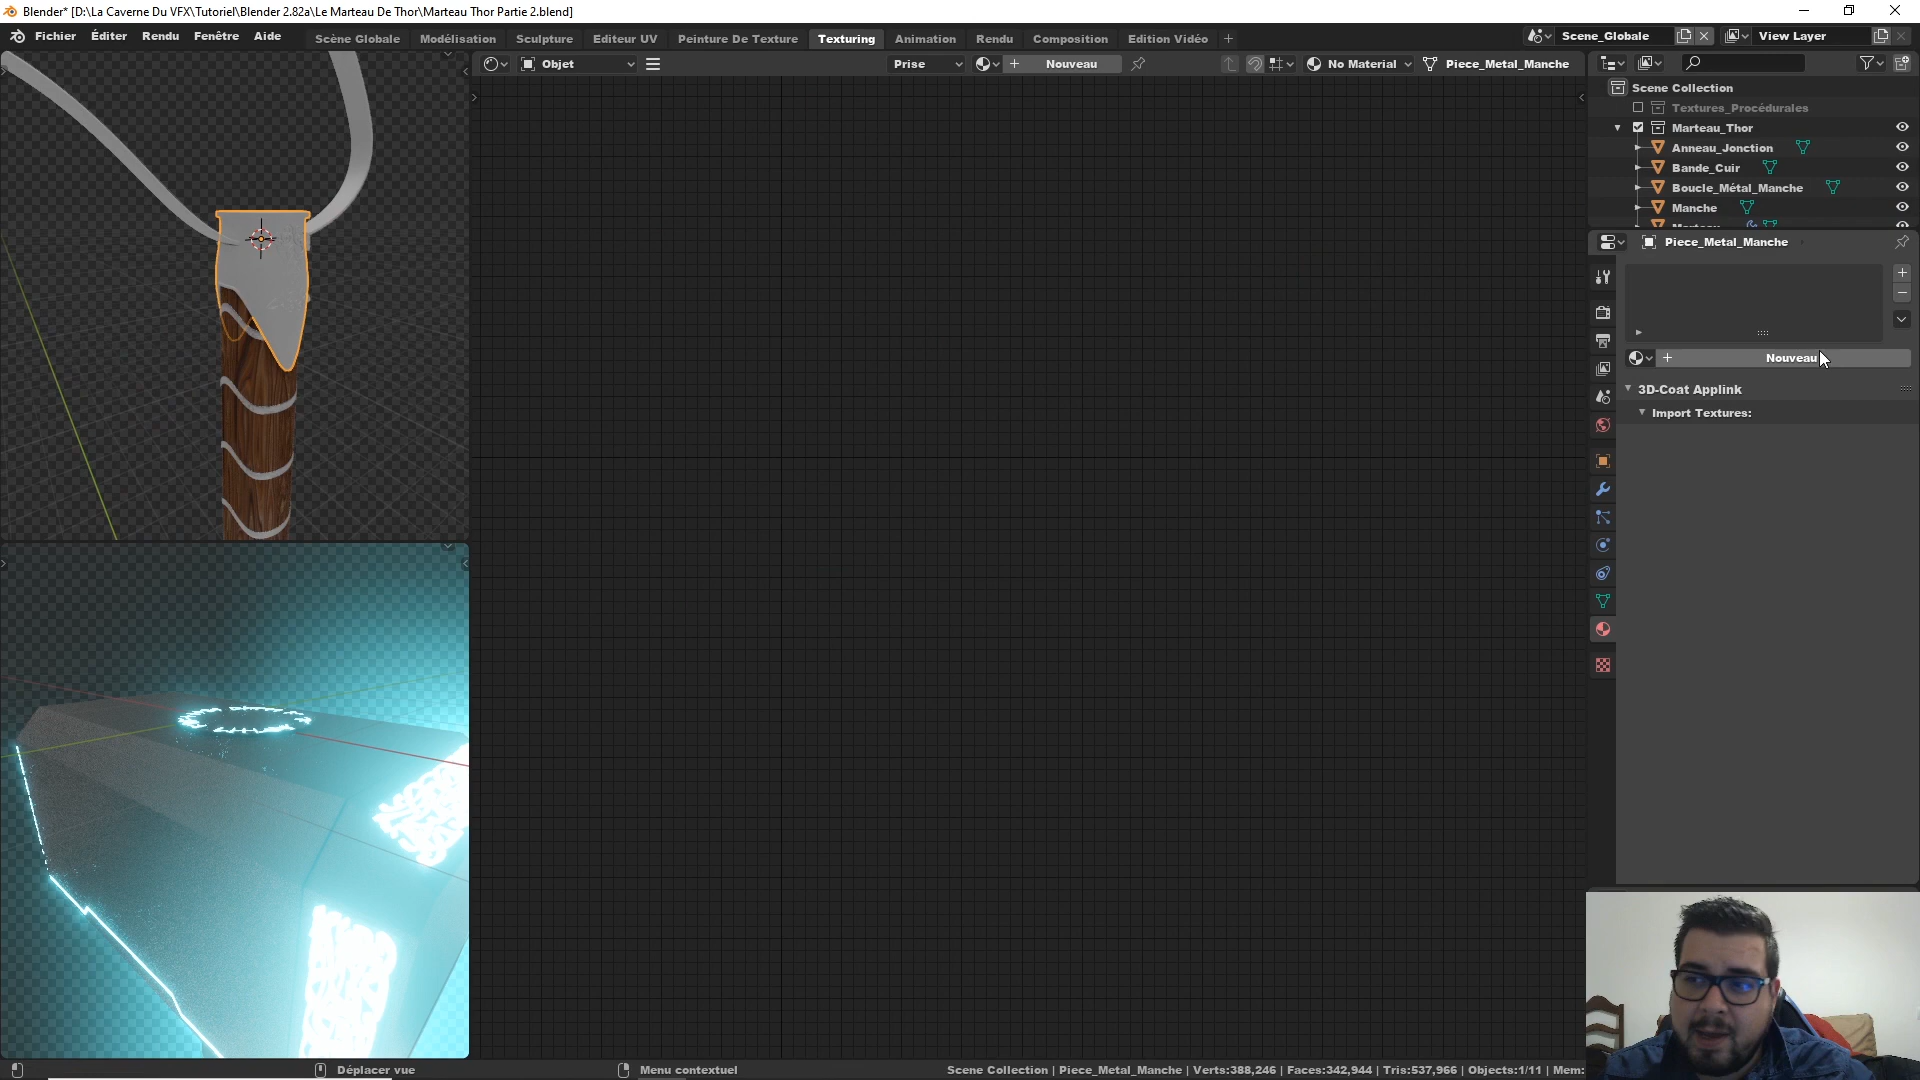 Blender* [D:\La Caverne Du VFX\Tutoriel\Blender 2.82a\Le Marteau De Thor\Marteau Thor Partie 2.blend]
Fichier Éditer Rendu Fenêtre Aide Scène Globale Modélisation Sculpture Editeur UV Peinture De Texture Texturing Animation Rendu Composition Edition Vidéo + Scene_Globale View Layer
Objet Prise + Nouveau No Material Piece_Metal_Manche
Scene Collection
Textures_Procédurales
Marteau_Thor
Anneau_Jonction
Bande_Cuir
Boucle_Métal_Manche
Manche
Piece_Metal_Manche
+ Nouveau
3D-Coat Applink
Import Textures:
Déplacer vue Menu contextuel Scene Collection | Piece_Metal_Manche | Verts:388,246 | Faces:342,944 | Tris:537,966 | Objects:1/11 | Mem: